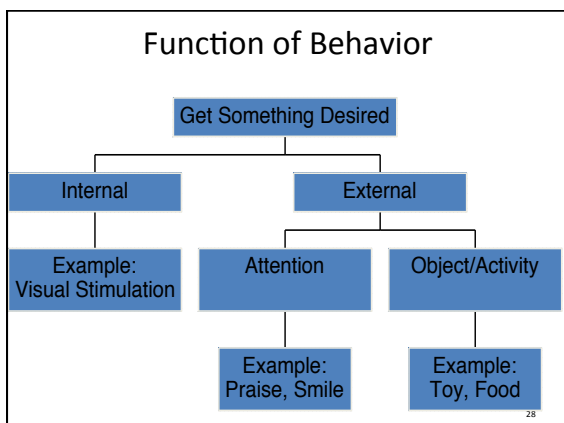 Function of Behavior
Get Something Desired
Internal
External
Example:
Visual Stimulation
Attention
Object/Activity
Example:
Praise, Smile
Example:
Toy, Food
28